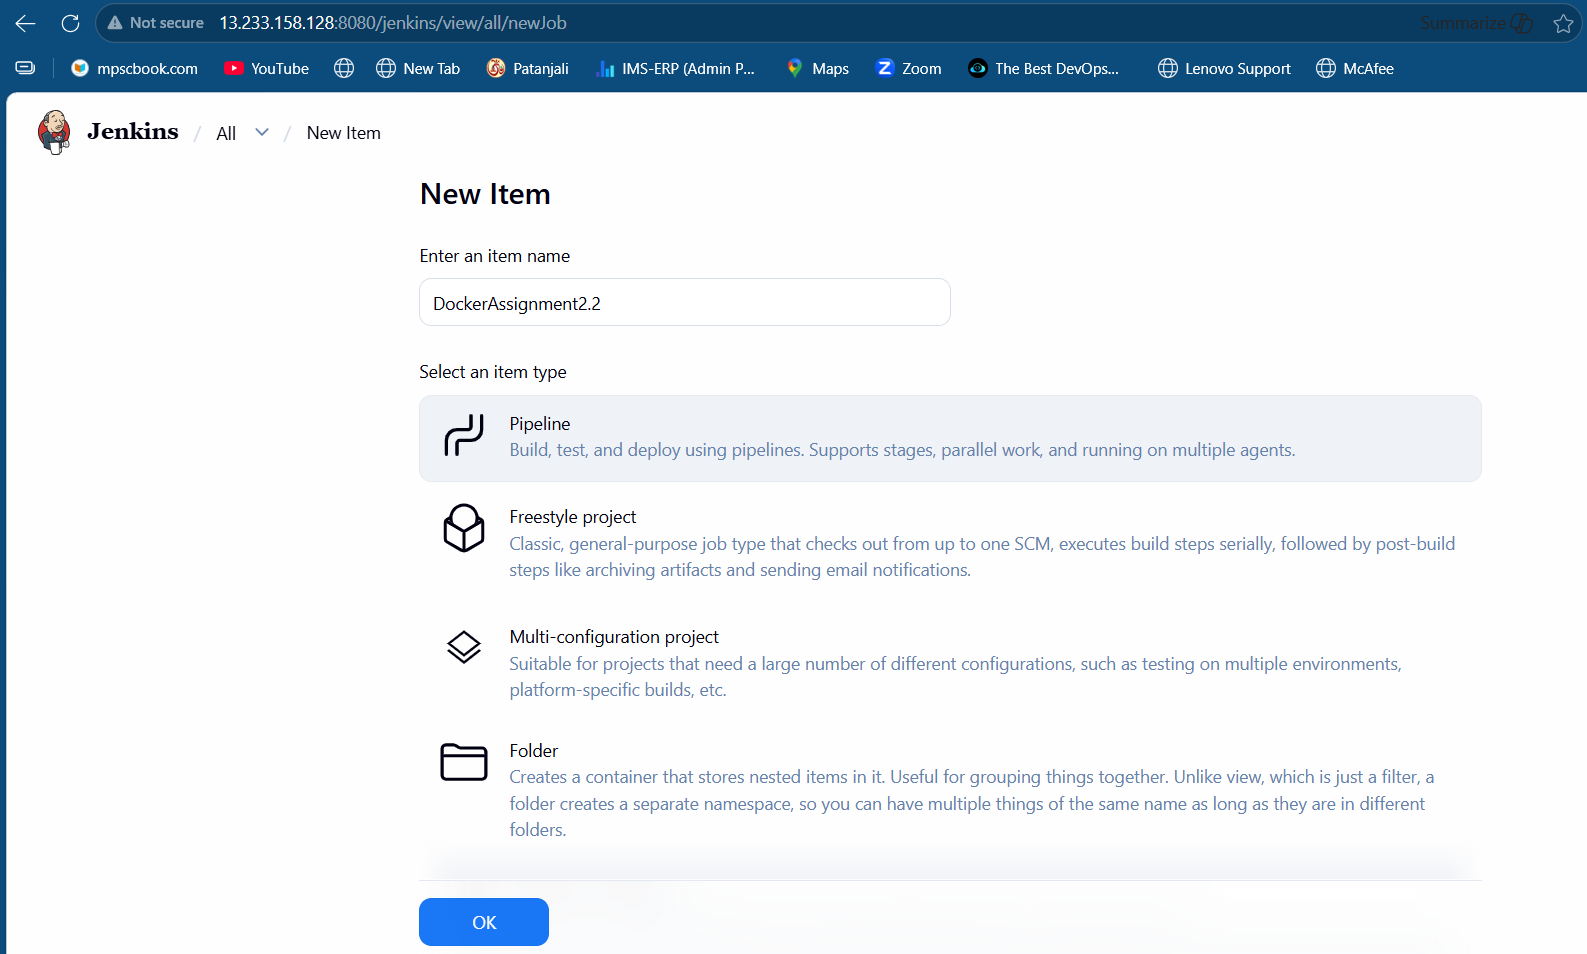 Not secure 13.233.158.128:8080/jenkins/view/all/newJob Summarize
mpscbook.com YouTube New Tab Patanjali IMS-ERP (Admin P... Maps Zoom The Best DevOps... Lenovo Support McAfee
Jenkins / All / New Item
New Item
Enter an item name
DockerAssignment2.2
Select an item type
Pipeline
Build, test, and deploy using pipelines. Supports stages, parallel work, and running on multiple agents.
Freestyle project
Classic, general-purpose job type that checks out from up to one SCM, executes build steps serially, followed by post-build
steps like archiving artifacts and sending email notifications.
Multi-configuration project
Suitable for projects that need a large number of different configurations, such as testing on multiple environments,
platform-specific builds, etc.
Folder
Creates a container that stores nested items in it. Useful for grouping things together. Unlike view, which is just a filter, a
folder creates a separate namespace, so you can have multiple things of the same name as long as they are in different
folders.
OK